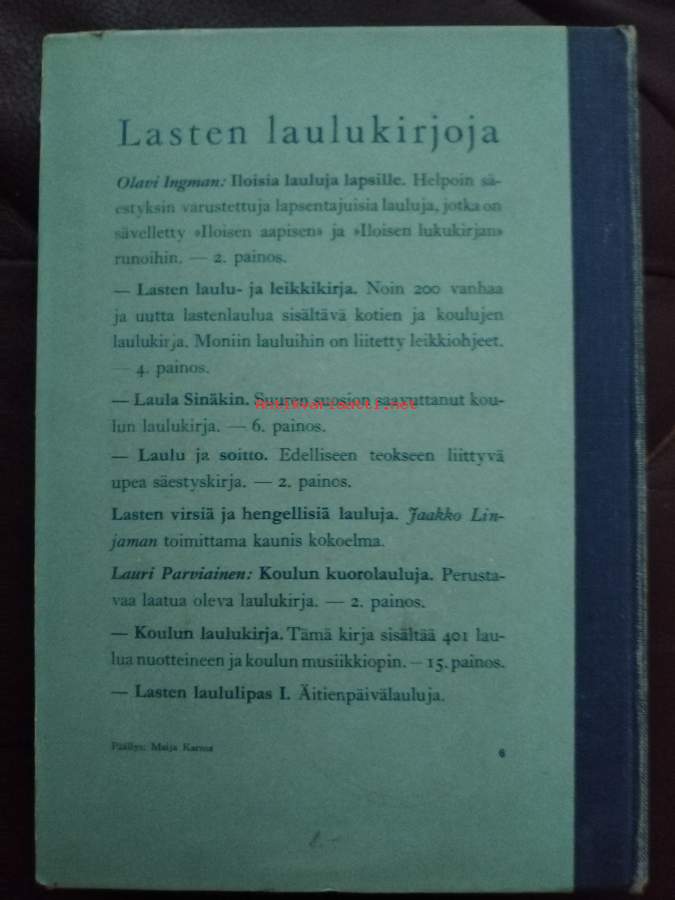 Lasten laulukirjoja
Olavi Ingman: Iloisia lauluja lapsille. Helpoin sä-
estyksin varustettuja lapsentajuisia lauluja, jotka on
sävelletty »Iloisen aapisen» ja »Iloisen lukukirjan»
runoihin. — 2. painos.
— Lasten laulu- ja leikkikirja. Noin 200 vanhaa
ja uutta lastenlaulua sisältävä kotien ja koulujen
laulukirja. Moniin lauluihin on liitetty leikkiohjeet.
— 4. painos.
— Laula Sinäkin. Suuren suosion saavuttanut kou-
Antikvariaatti.net
lun laulukirja. — 6. painos.
— Laulu ja soitto. Edelliseen teokseen liittyvä
upea säestyskirja. — 2. painos.
Lasten virsiä ja hengellisiä lauluja. Jaakko Lin-
jaman toimittama kaunis kokoelma.
Lauri Parviainen: Koulun kuorolauluja. Perusta-
vaa laatua oleva laulukirja. — 2. painos.
— Koulun laulukirja. Tämä kirja sisältää 401 lau-
lua nuotteineen ja koulun musiikkiopin. — 15. painos.
— Lasten laululipas I. Äitienpäivälauluja.
Päällys: Maija Karma
6
8.-